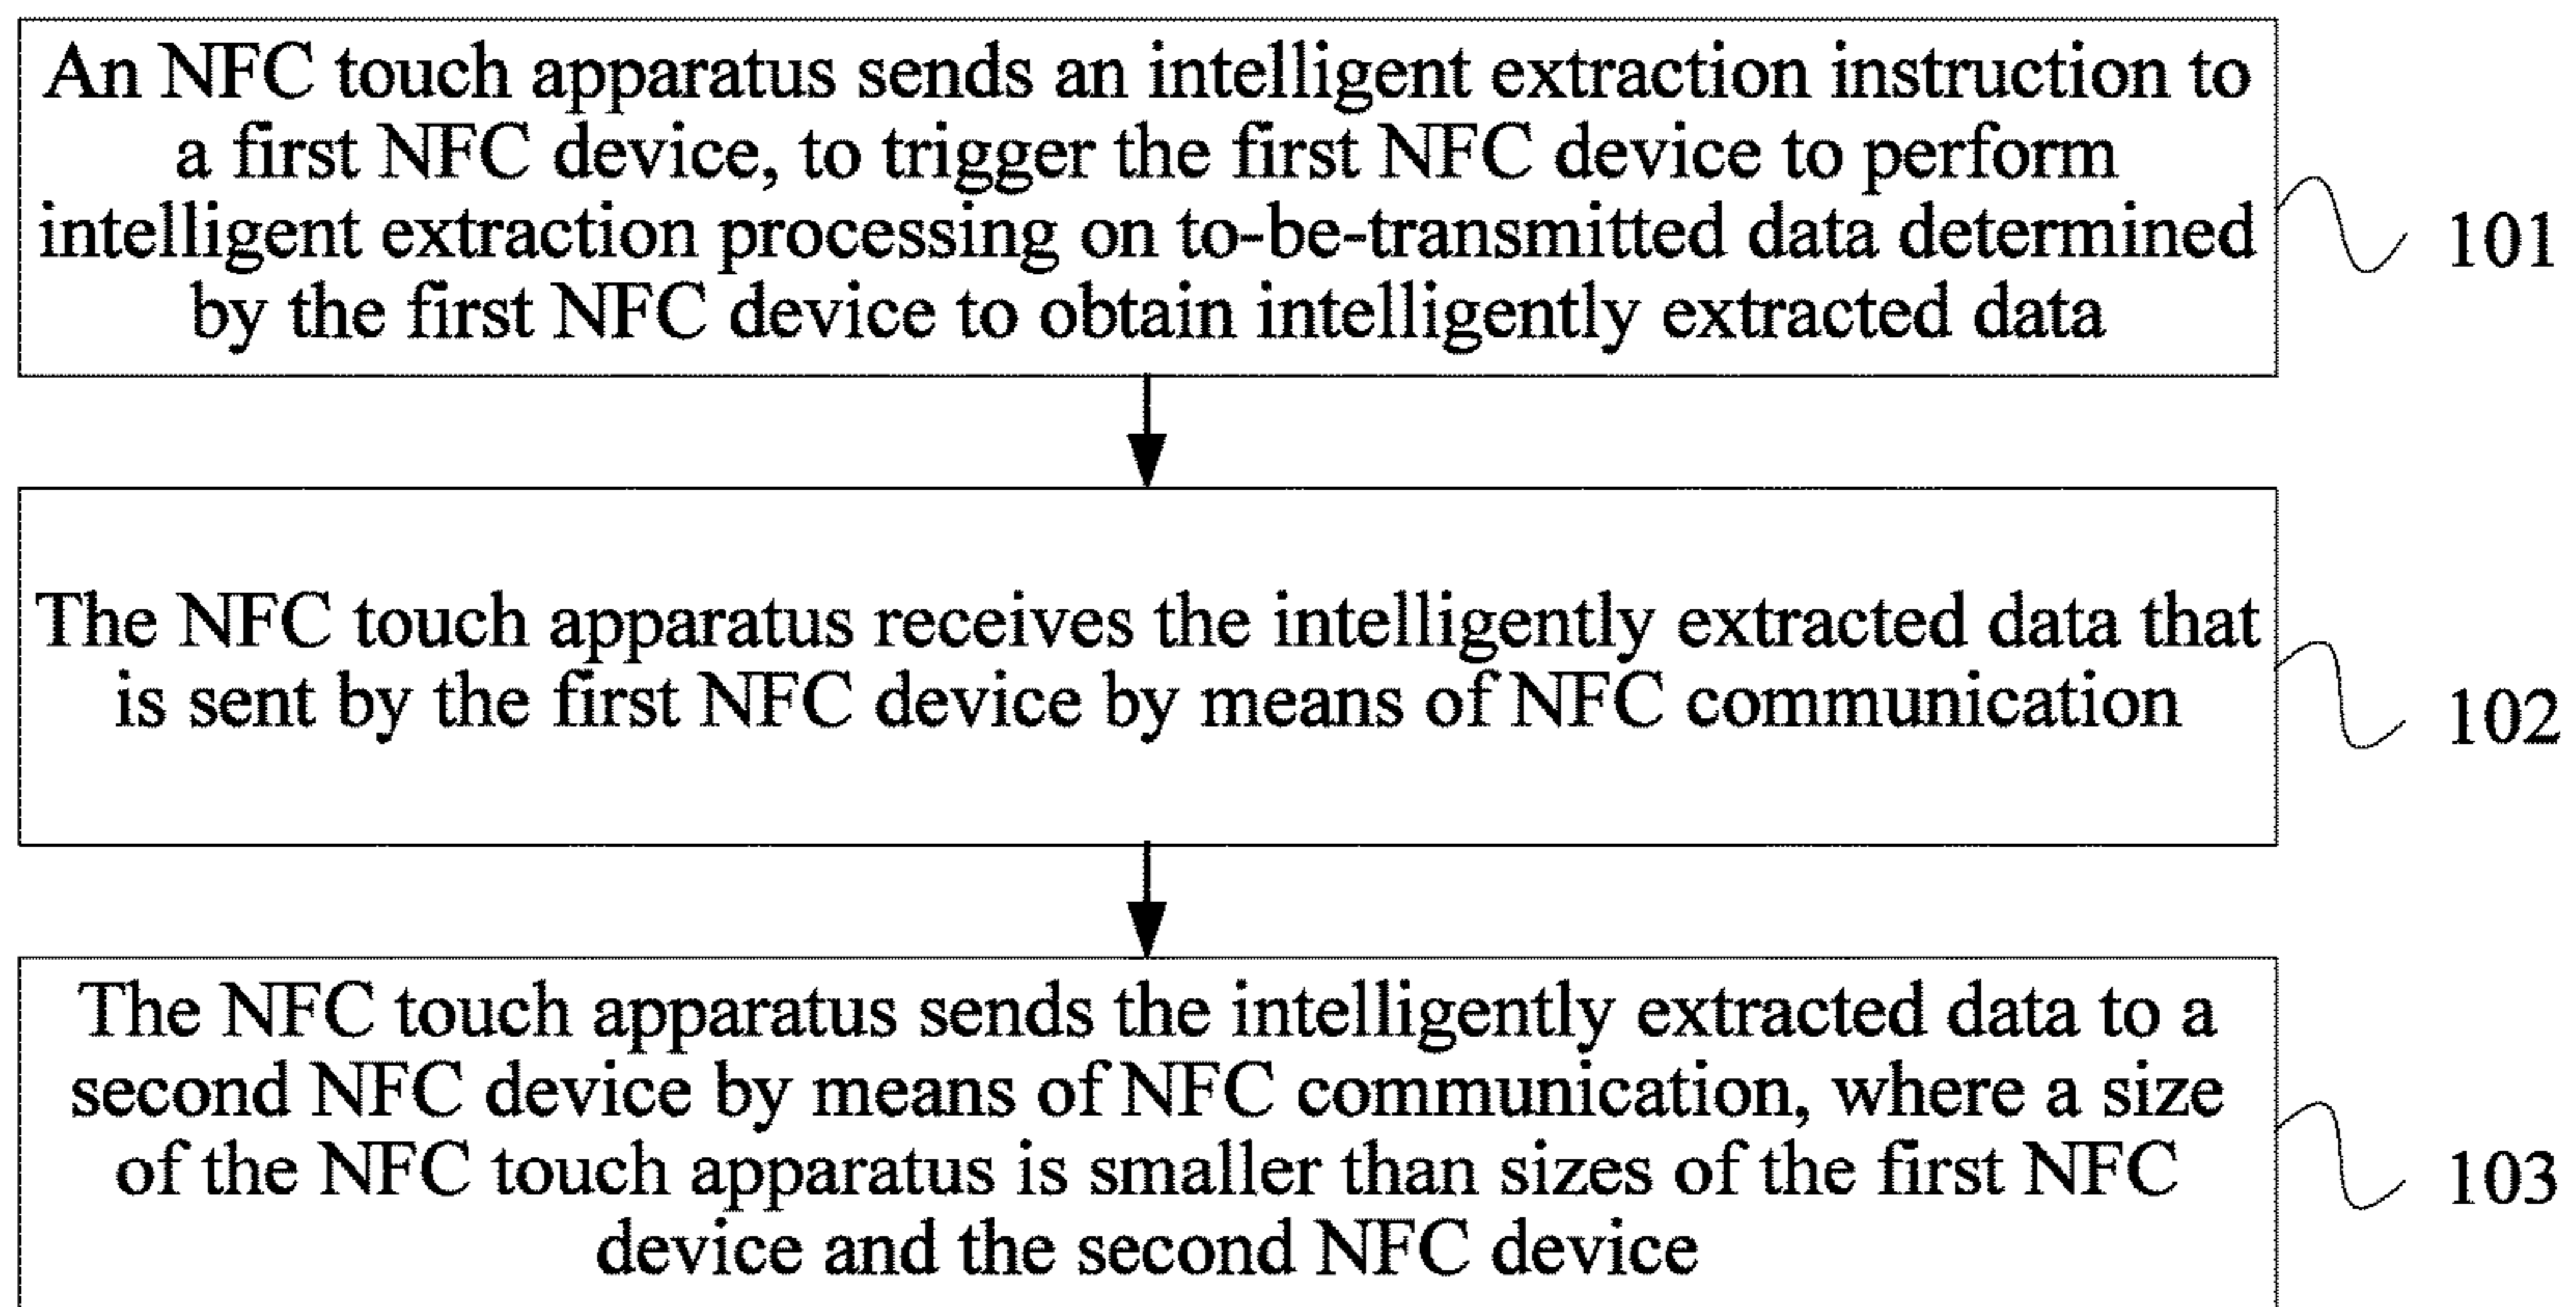 An NFC touch apparatus sends an intelligent extraction instruction to
a first NFC device, to trigger the first NFC device to perform
intelligent extraction processing on to-be-transmitted data determined
by the first NFC device to obtain intelligently extracted data
101
The NFC touch apparatus receives the intelligently extracted data that
is sent by the first NFC device by means of NFC communication
102
The NFC touch apparatus sends the intelligently extracted data to a
second NFC device by means of NFC communication, where a size
of the NFC touch apparatus is smaller than sizes of the first NFC
device and the second NFC device
103